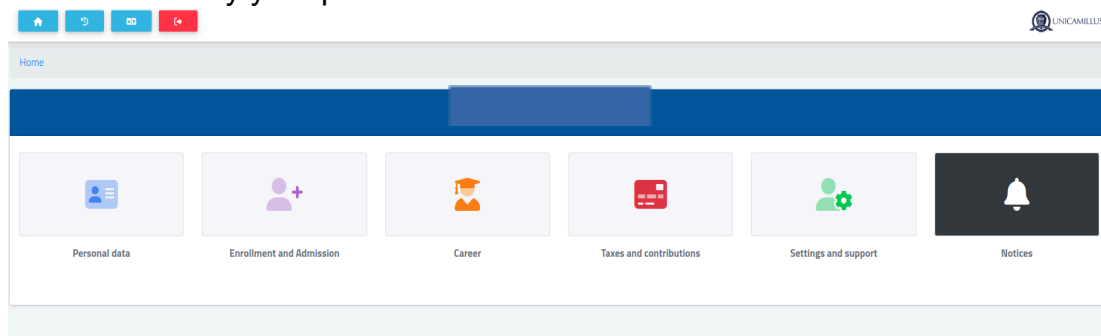 UNICAMILLUS
Home
Personal data
Enrollment and Admission
Career
Taxes and contributions
Settings and support
Notices